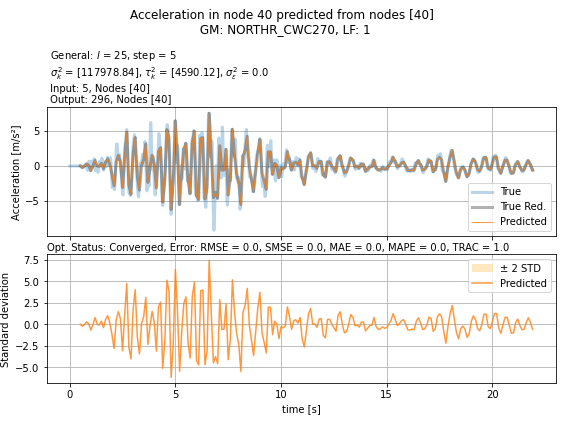 Acceleration in node 40 predicted from nodes [40]
GM: NORTHR_CWC270, LF: 1
General: l = 25, step = 5
σ²ₖ = [117978.84], τ²ₖ = [4590.12], σ²ε = 0.0
Input: 5, Nodes [40]
Output: 296, Nodes [40]
Acceleration [m/s²]
5
0
−5
True
True Red.
Predicted
Opt. Status: Converged, Error: RMSE = 0.0, SMSE = 0.0, MAE = 0.0, MAPE = 0.0, TRAC = 1.0
Standard deviation
7.5
5.0
2.5
0.0
−2.5
−5.0
± 2 STD
Predicted
0 5 10 15 20
time [s]